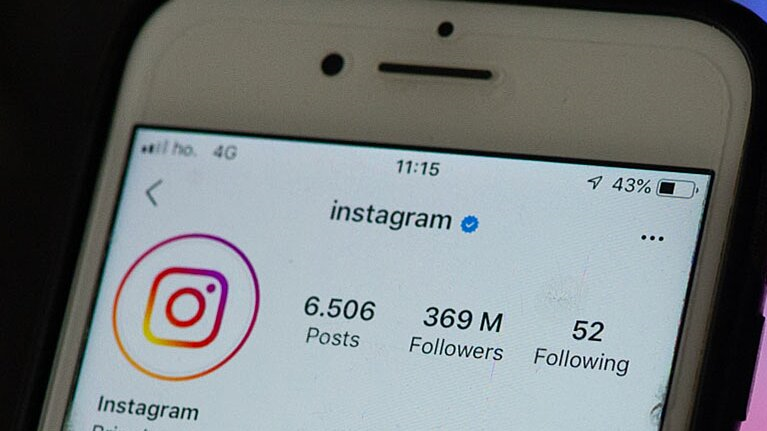 ho. 4G 11:15 43%
instagram
6.506 369 M 52
Posts Followers Following
Instagram